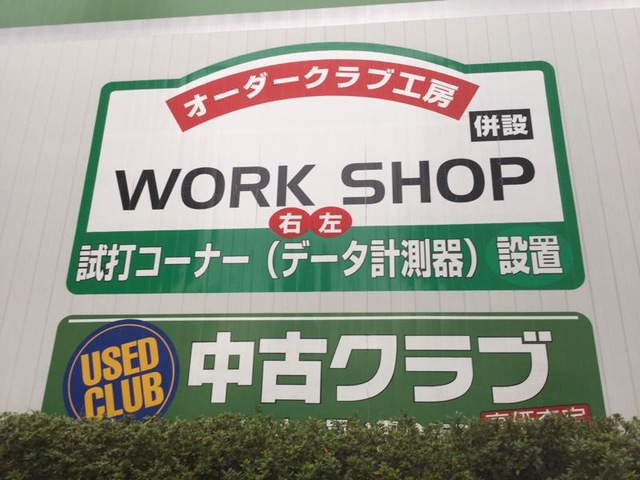 オーダークラブ工房
併設
WORK SHOP
右左
試打コーナー（データ計測器）設置
USED
CLUB
中古クラブ